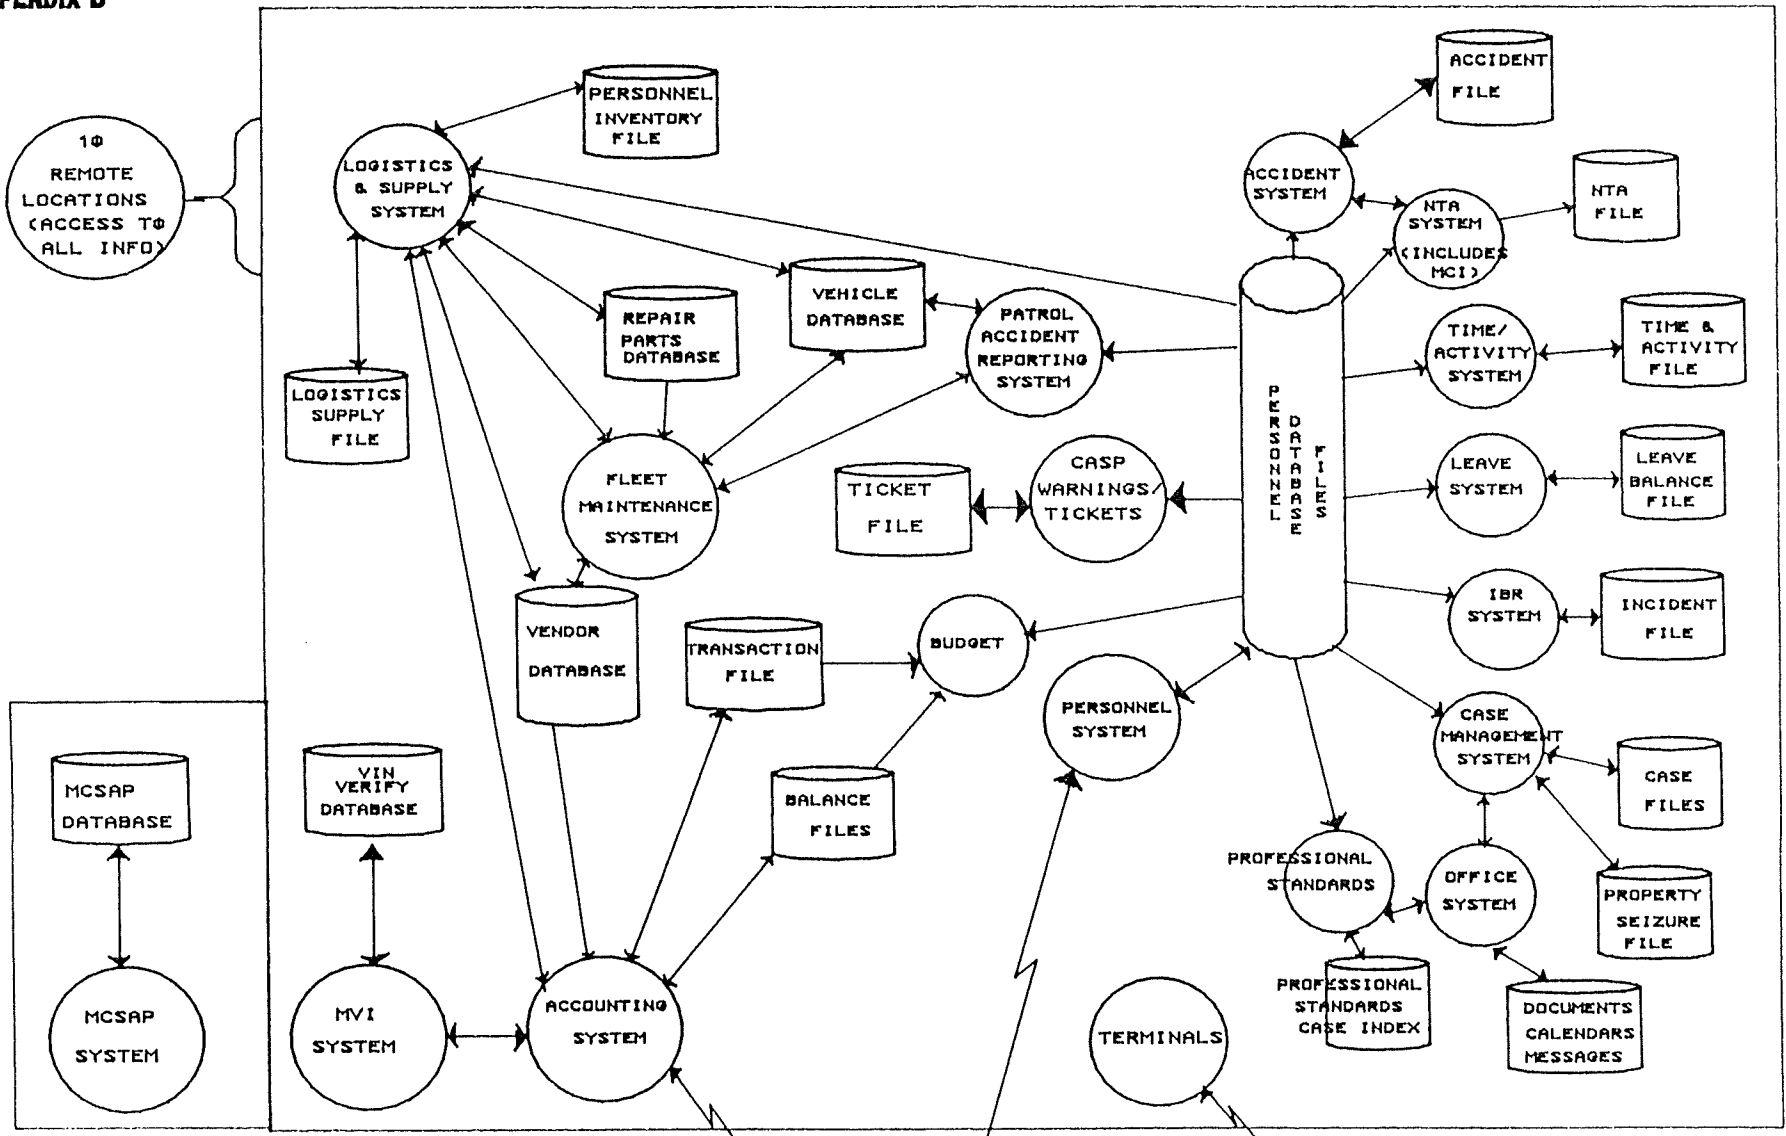 PENDIX B
ACCIDENT
FILE
PERSONNEL
INVENTORY
FILE
1Φ
REMOTE
LOCATIONS
(ACCESS TΦ
ALL INFO)
LOGISTICS
& SUPPLY
SYSTEM
ACCIDENT
SYSTEM
NTA
SYSTEM
(INCLUDES
MCI)
NTA
FILE
VEHICLE
DATABASE
REPAIR
PARTS
DATABASE
PATROL
ACCIDENT
REPORTING
SYSTEM
TIME/
ACTIVITY
SYSTEM
TIME &
ACTIVITY
FILE
LOGISTICS
SUPPLY
FILE
PERSONNEL
DATABASE
FILES
FLEET
MAINTENANCE
SYSTEM
TICKET
FILE
CASP
WARNINGS/
TICKETS
LEAVE
SYSTEM
LEAVE
BALANCE
FILE
VENDOR
DATABASE
TRANSACTION
FILE
BUDGET
IBR
SYSTEM
INCIDENT
FILE
PERSONNEL
SYSTEM
CASE
MANAGEMENT
SYSTEM
CASE
FILES
MCSAP
DATABASE
VIN
VERIFY
DATABASE
BALANCE
FILES
PROFESSIONAL
STANDARDS
OFFICE
SYSTEM
PROPERTY
SEIZURE
FILE
MCSAP
SYSTEM
MVI
SYSTEM
ACCOUNTING
SYSTEM
TERMINALS
PROFESSIONAL
STANDARDS
CASE INDEX
DOCUMENTS
CALENDARS
MESSAGES